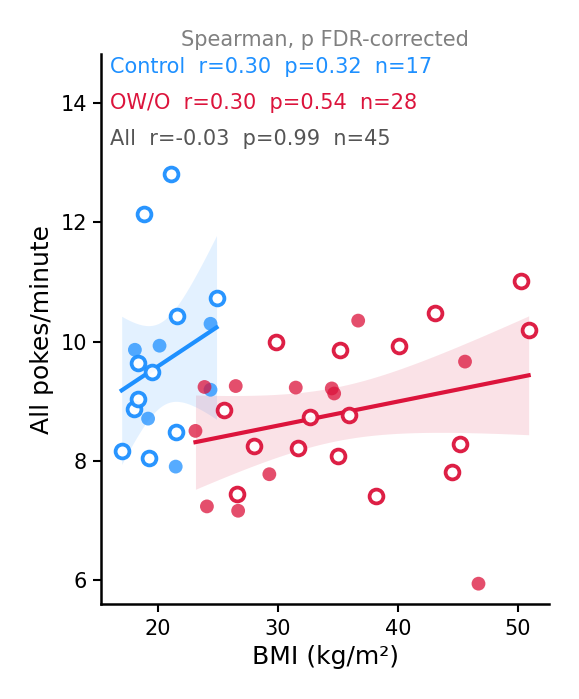 Spearman, p FDR-corrected
Control  r=0.30  p=0.32  n=17
OW/O  r=0.30  p=0.54  n=28
All  r=-0.03  p=0.99  n=45
14
12
10
8
6
All pokes/minute
20 30 40 50
BMI (kg/m²)